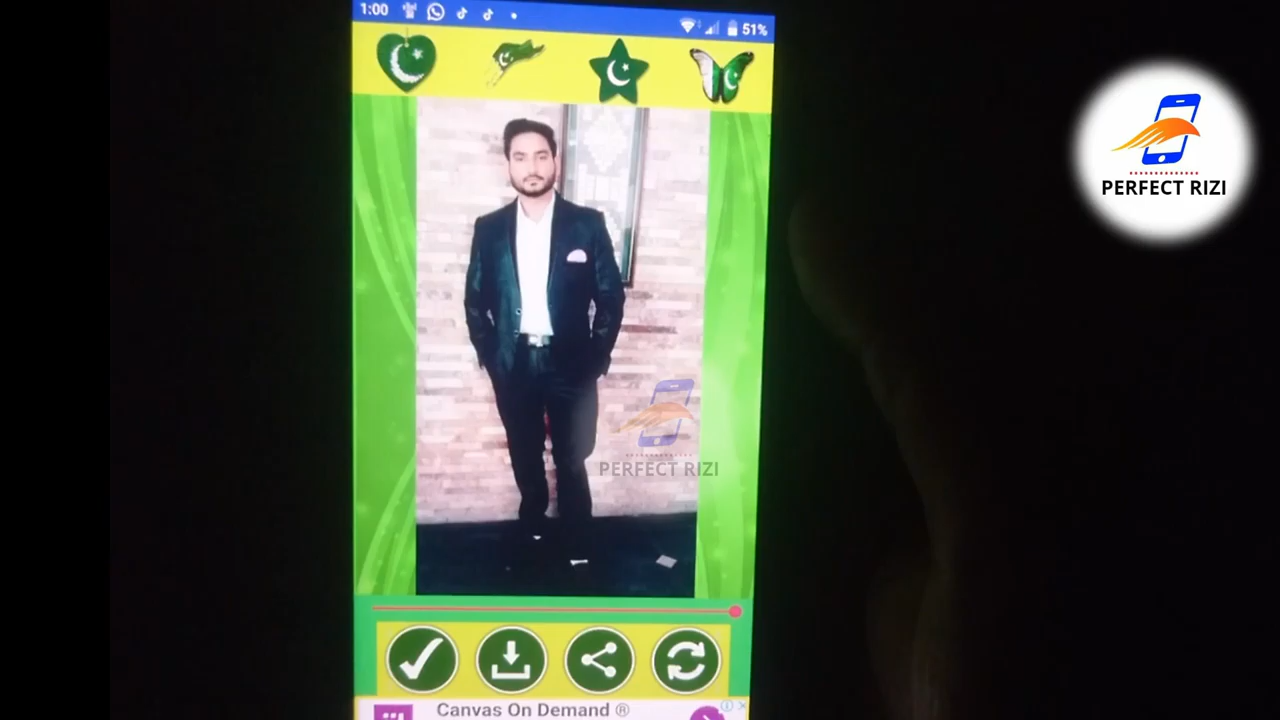 1:00
51%
PERFECT RIZI
PERFECT RIZI
Canvas On Demand ®